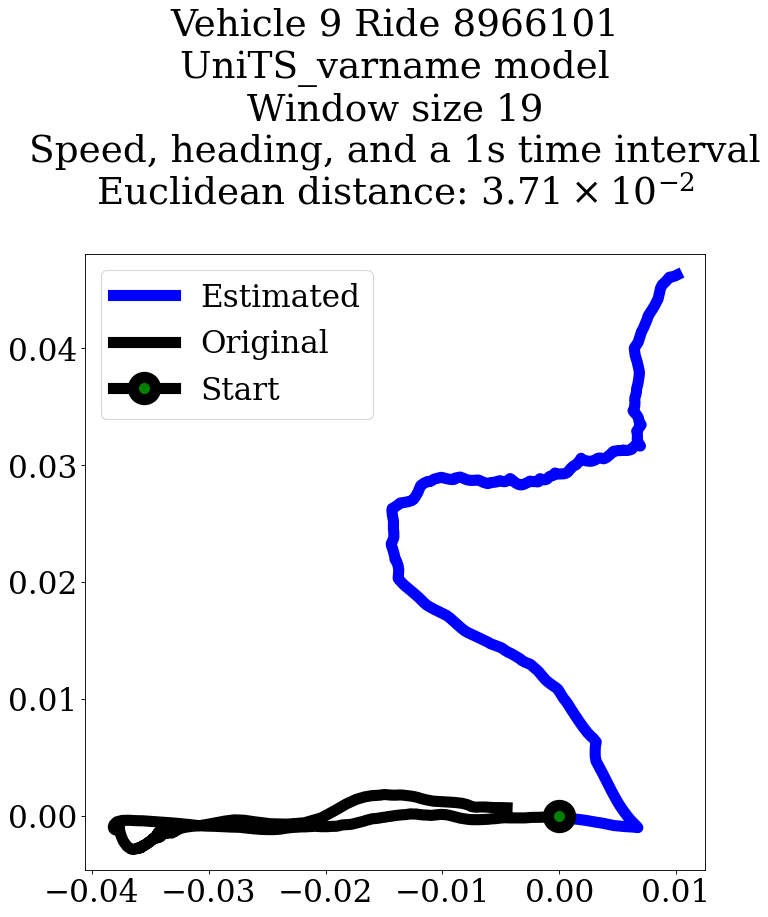 Vehicle 9 Ride 8966101
UniTS_varname model
Window size 19
Speed, heading, and a 1s time interval
Euclidean distance: 3.71 × 10⁻²
Estimated
Original
Start
0.04
0.03
0.02
0.01
0.00
−0.04 −0.03 −0.02 −0.01 0.00 0.01